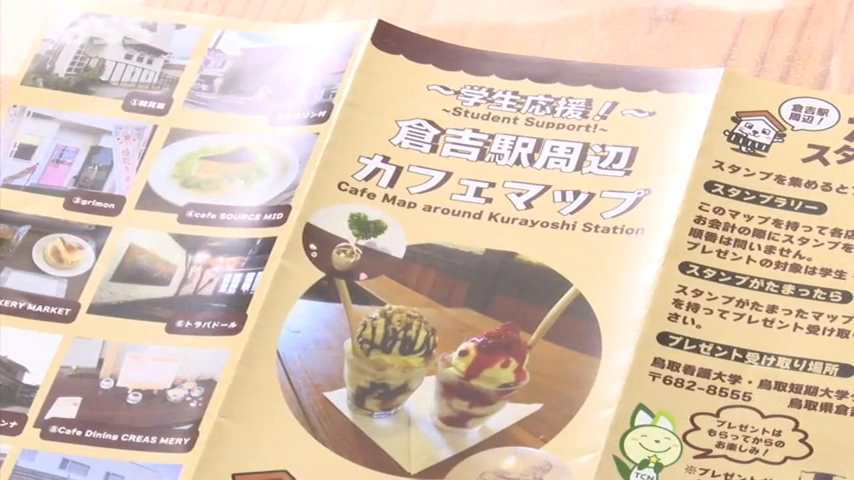 ①雑貨屋
③grimon
④cafe SOURCE MID
KERY MARKET
⑥トラバドール
⑧Cafe Dining CREAS MERY
～学生応援！～
~Student Support!~
倉吉駅周辺
カフェマップ
Cafe Map around Kurayoshi Station
倉吉駅
周辺！
スタ
スタンプを集めると
スタンプラリー
このマップを持って各店
お会計の際にスタンプを
順番は問いません。
プレゼントの対象は学生
スタンプがたまったら
スタンプがたまったマップ
を持ってプレゼント受け取り
さい。
プレゼント受け取り場所
鳥取看護大学・鳥取短期大学
〒682-8555
鳥取県倉
プレゼントは
もらってからの
お楽しみ！
TCN
※プレゼント